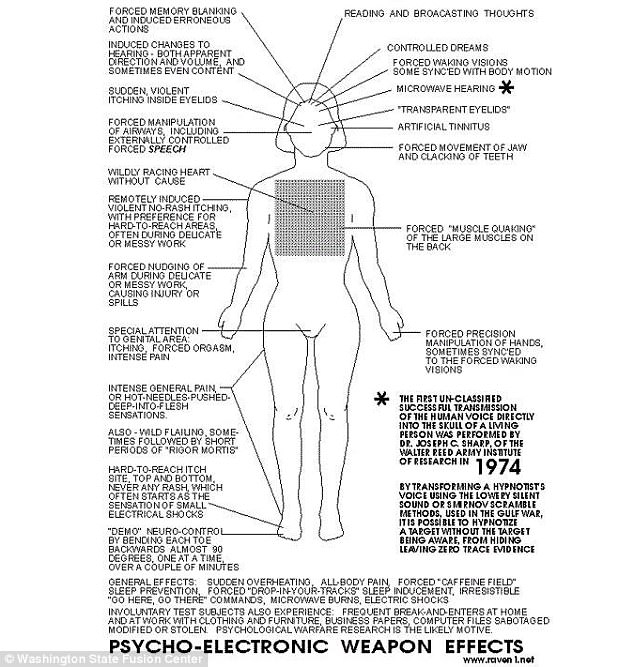 FORCED MEMORY BLANKING
AND INDUCED ERRONEOUS
ACTIONS
INDUCED CHANGES TO
HEARING - BOTH APPARENT
DIRECTION AND VOLUME, AND
SOMETIMES EVEN CONTENT
SUDDEN, VIOLENT
ITCHING INSIDE EYELIDS
FORCED MANIPULATION
OF AIRWAYS, INCLUDING
EXTERNALLY CONTROLLED
FORCED SPEECH
WILDLY RACING HEART
WITHOUT CAUSE
REMOTELY INDUCED
VIOLENT NO-RASH ITCHING,
WITH PREFERENCE FOR
HARD-TO-REACH AREAS,
OFTEN DURING DELICATE
OR MESSY WORK
FORCED NUDGING OF
ARM DURING DELICATE
OR MESSY WORK,
CAUSING INJURY OR
SPILLS
SPECIAL ATTENTION
TO GENITAL AREA:
ITCHING, FORCED ORGASM,
INTENSE PAIN
INTENSE GENERAL PAIN,
OR HOT-NEEDLES-PUSHED-
DEEP-INTO-FLESH
SENSATIONS.
ALSO - WILD FLAILING, SOME-
TIMES FOLLOWED BY SHORT
PERIODS OF "RIGOR MORTIS"
HARD-TO-REACH ITCH
SITE, TOP AND BOTTOM,
NEVER ANY RASH, WHICH
OFTEN STARTS AS THE
SENSATION OF SMALL
ELECTRICAL SHOCKS
"DEMO" NEURO-CONTROL
BY BENDING EACH TOE
BACKWARDS ALMOST 90
DEGREES, ONE AT A TIME,
OVER A COUPLE OF MINUTES
READING AND BROACASTING THOUGHTS
CONTROLLED DREAMS
FORCED WAKING VISIONS
SOME SYNC'ED WITH BODY MOTION
MICROWAVE HEARING *
"TRANSPARENT EYELIDS"
ARTIFICIAL TINNITUS
FORCED MOVEMENT OF JAW
AND CLACKING OF TEETH
FORCED "MUSCLE QUAKING"
OF THE LARGE MUSCLES ON
THE BACK
FORCED PRECISION
MANIPULATION OF HANDS,
SOMETIMES SYNC'ED
TO THE FORCED WAKING
VISIONS
* THE FIRST UN-CLASSIFIED
SUCCESSFUL TRANSMISSION
OF THE HUMAN VOICE DIRECTLY
INTO THE SKULL OF A LIVING
PERSON WAS PERFORMED BY
DR. JOSEPH C. SHARP, OF THE
WALTER REED ARMY INSTITUTE
OF RESEARCH IN 1974
BY TRANSFORMING A HYPNOTIST'S
VOICE USING THE LOWERY SILENT
SOUND OR SMIRNOV SCRAMBLE
METHODS, USED IN THE GULF WAR,
IT IS POSSIBLE TO HYPNOTIZE
A TARGET WITHOUT THE TARGET
BEING AWARE, FROM HIDING
LEAVING ZERO TRACE EVIDENCE
GENERAL EFFECTS: SUDDEN OVERHEATING, ALL-BODY PAIN, FORCED "CAFFEINE FIELD"
SLEEP PREVENTION, FORCED "DROP-IN-YOUR-TRACKS" SLEEP INDUCEMENT, IRRESISTIBLE
"GO HERE, GO THERE" COMMANDS, MICROWAVE BURNS, ELECTRIC SHOCKS
INVOLUNTARY TEST SUBJECTS ALSO EXPERIENCE: FREQUENT BREAK-AND-ENTERS AT HOME
AND AT WORK WITH CLOTHING AND FURNITURE, BUSINESS PAPERS, COMPUTER FILES SABOTAGED
MODIFIED OR STOLEN. PSYCHOLOGICAL WARFARE RESEARCH IS THE LIKELY MOTIVE.
PSYCHO-ELECTRONIC WEAPON EFFECTS
www.raven1.net
© Washington State Fusion Center